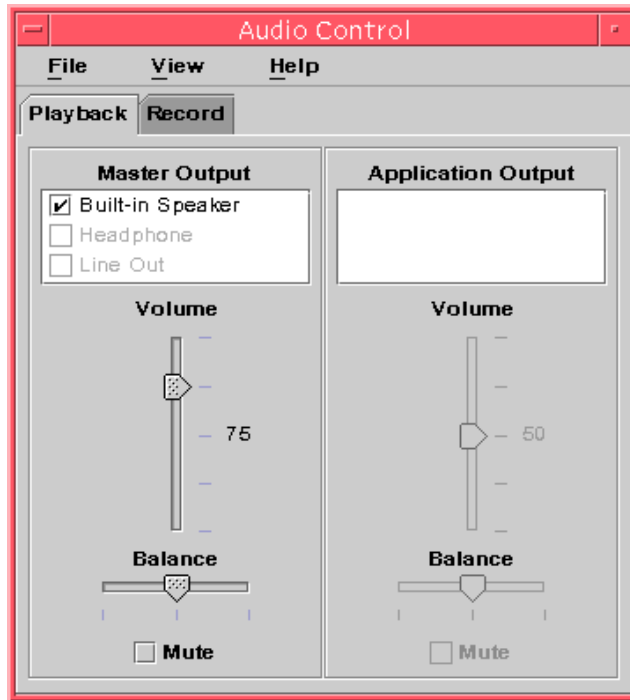 Audio Control
File View Help
Playback Record
Master Output
Built-in Speaker
Headphone
Line Out
Volume
75
Balance
Mute
Application Output
Volume
50
Balance
Mute